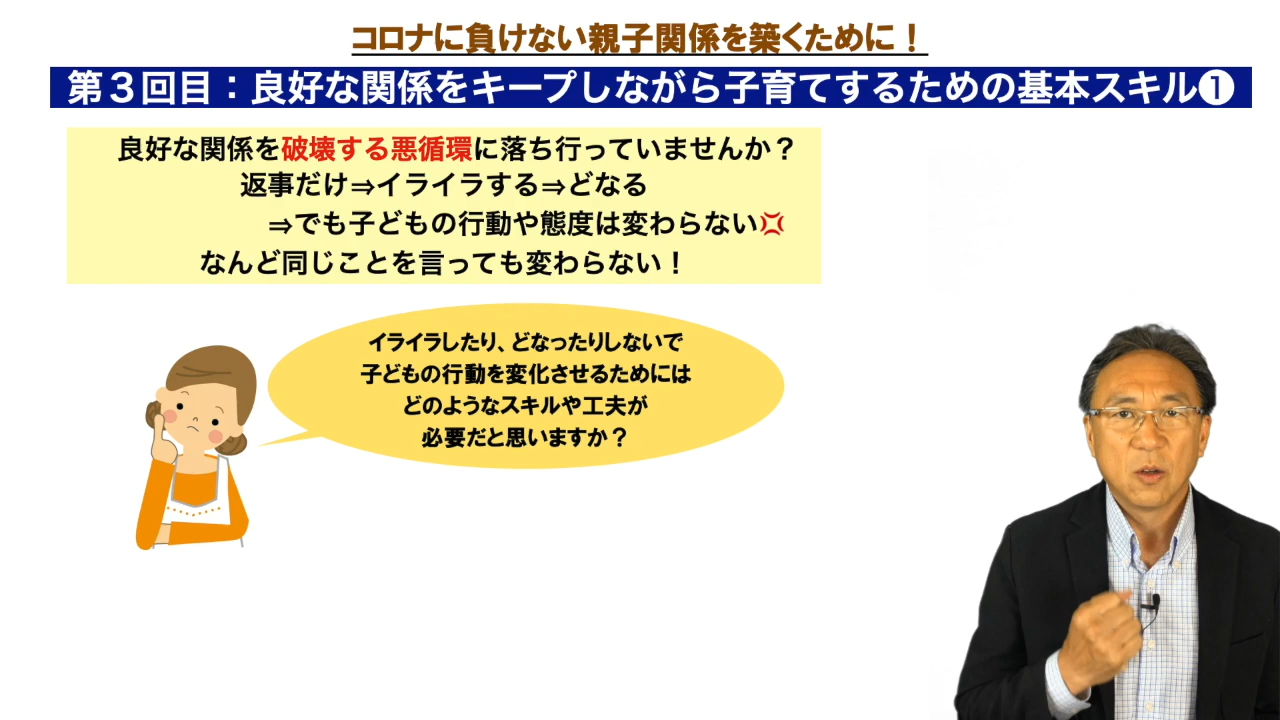 コロナに負けない親子関係を築くために！
第３回目：良好な関係をキープしながら子育てするための基本スキル❶
良好な関係を破壊する悪循環に落ち行っていませんか？
返事だけ⇒イライラする⇒どなる
⇒でも子どもの行動や態度は変わらない💢
なんど同じことを言っても変わらない！
イライラしたり、どなったりしないで
子どもの行動を変化させるためには
どのようなスキルや工夫が
必要だと思いますか？